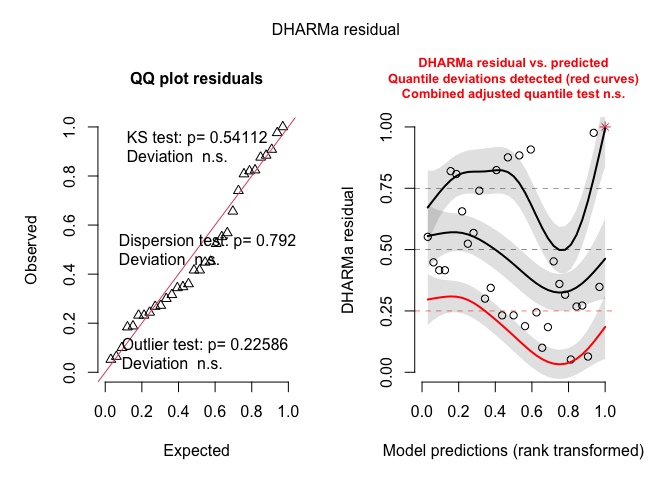 DHARMa residual
QQ plot residuals
KS test: p= 0.54112
Deviation n.s.
Dispersion test: p= 0.792
Deviation n.s.
Outlier test: p= 0.22586
Deviation n.s.
Observed
0.0 0.2 0.4 0.6 0.8 1.0
0.0 0.2 0.4 0.6 0.8 1.0
Expected
DHARMa residual vs. predicted
Quantile deviations detected (red curves)
Combined adjusted quantile test n.s.
DHARMa residual
0.00 0.25 0.50 0.75 1.00
0.0 0.2 0.4 0.6 0.8 1.0
Model predictions (rank transformed)